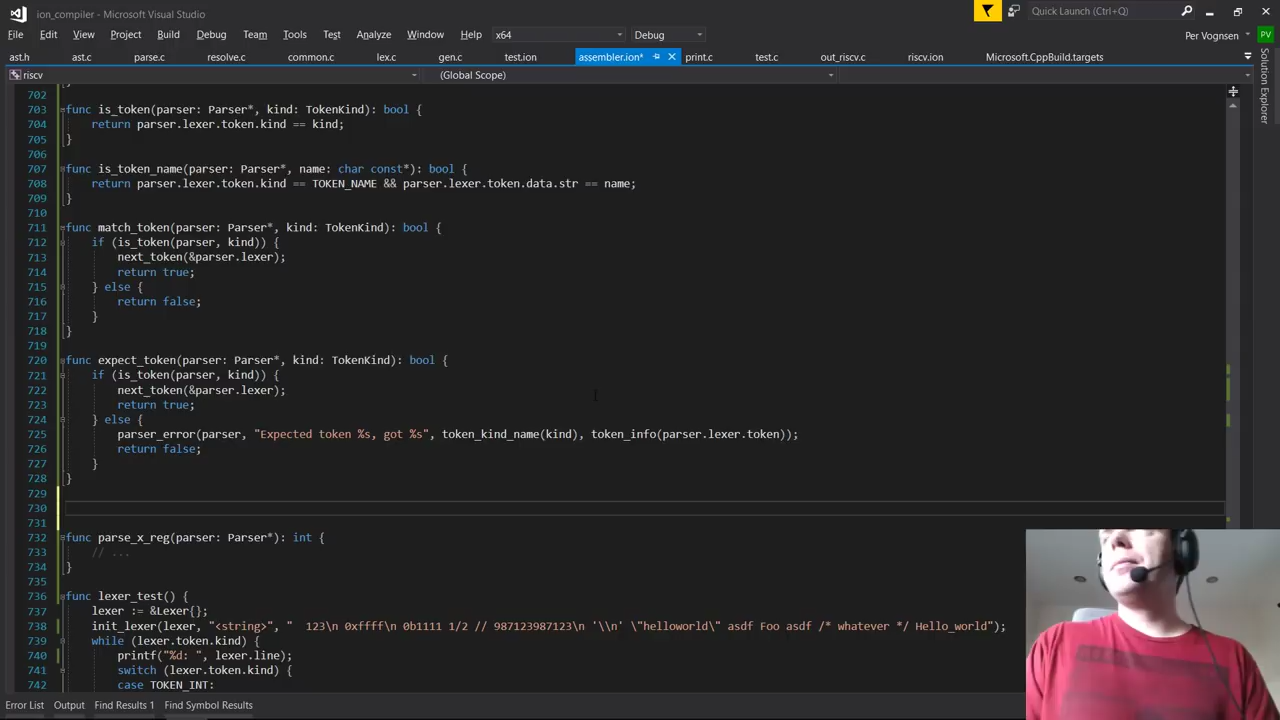 ion_compiler - Microsoft Visual Studio
Quick Launch (Ctrl+Q)
File Edit View Project Build Debug Team Tools Test Analyze Window Help x64 Debug Per Vognsen PV
ast.h ast.c parse.c resolve.c common.c lex.c gen.c test.ion assembler.ion* print.c test.c out_riscv.c riscv.ion Microsoft.CppBuild.targets
riscv (Global Scope)
Solution Explorer
702 }
703 func is_token(parser: Parser*, kind: TokenKind): bool {
704 return parser.lexer.token.kind == kind;
705 }
706
707 func is_token_name(parser: Parser*, name: char const*): bool {
708 return parser.lexer.token.kind == TOKEN_NAME && parser.lexer.token.data.str == name;
709 }
710
711 func match_token(parser: Parser*, kind: TokenKind): bool {
712 if (is_token(parser, kind)) {
713 next_token(&parser.lexer);
714 return true;
715 } else {
716 return false;
717 }
718 }
719
720 func expect_token(parser: Parser*, kind: TokenKind): bool {
721 if (is_token(parser, kind)) {
722 next_token(&parser.lexer);
723 return true;
724 } else {
725 parser_error(parser, "Expected token %s, got %s", token_kind_name(kind), token_info(parser.lexer.token));
726 return false;
727 }
728 }
729
730
731
732 func parse_x_reg(parser: Parser*): int {
733 // ...
734 }
735
736 func lexer_test() {
737 lexer := &Lexer{};
738 init_lexer(lexer, "<string>", "  123\n 0xffff\n 0b1111 1/2 // 987123987123\n '\\n' \"helloworld\" asdf Foo asdf /* whatever */ Hello_world");
739 while (lexer.token.kind) {
740 printf("%d: ", lexer.line);
741 switch (lexer.token.kind) {
742 case TOKEN_INT:
Error List Output Find Results 1 Find Symbol Results